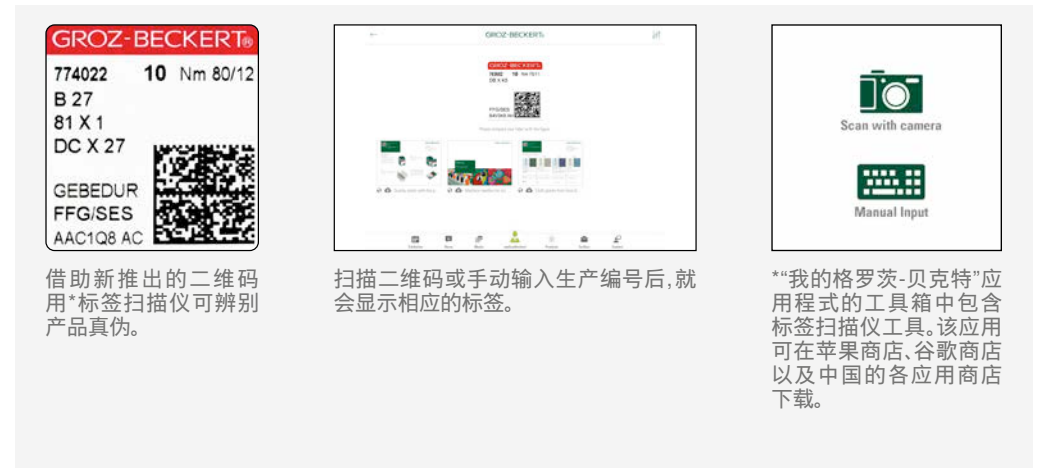 GROZ-BECKERT®
774022 10 Nm 80/12
B 27
81 X 1
DC X 27
GEBEDUR
FFG/SES
AAC1Q8 AC
借助新推出的二维码
用*标签扫描仪可辨别
产品真伪。
GROZ-BECKERT®
GROZ-BECKERT®
DB X K5
FFG/SES
扫描二维码或手动输入生产编号后,就
会显示相应的标签。
Scan with camera
Manual Input
*“我的格罗茨-贝克特”应
用程式的工具箱中包含
标签扫描仪工具。该应用
可在苹果商店、谷歌商店
以及中国的各应用商店
下载。